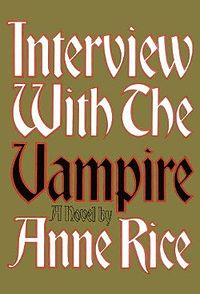 Interview
With The
Vampire
A Novel by
Anne Rice